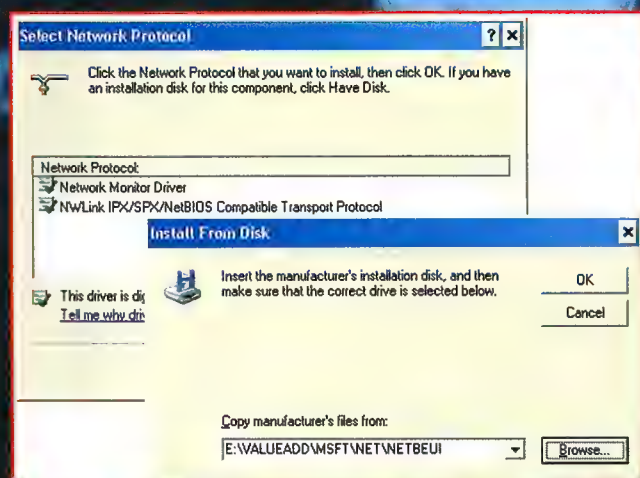 Select Network Protocol
Click the Network Protocol that you want to install, then click OK. If you have
an installation disk for this component, click Have Disk.
Network Protocol:
Network Monitor Driver
NWLink IPX/SPX/NetBIOS Compatible Transport Protocol
This driver is dig
Tell me why driv
Install From Disk
Insert the manufacturer's installation disk, and then
make sure that the correct drive is selected below.
OK
Cancel
Copy manufacturer's files from:
E:\VALUEADD\MSFT\NET\NETBEUI
Browse...